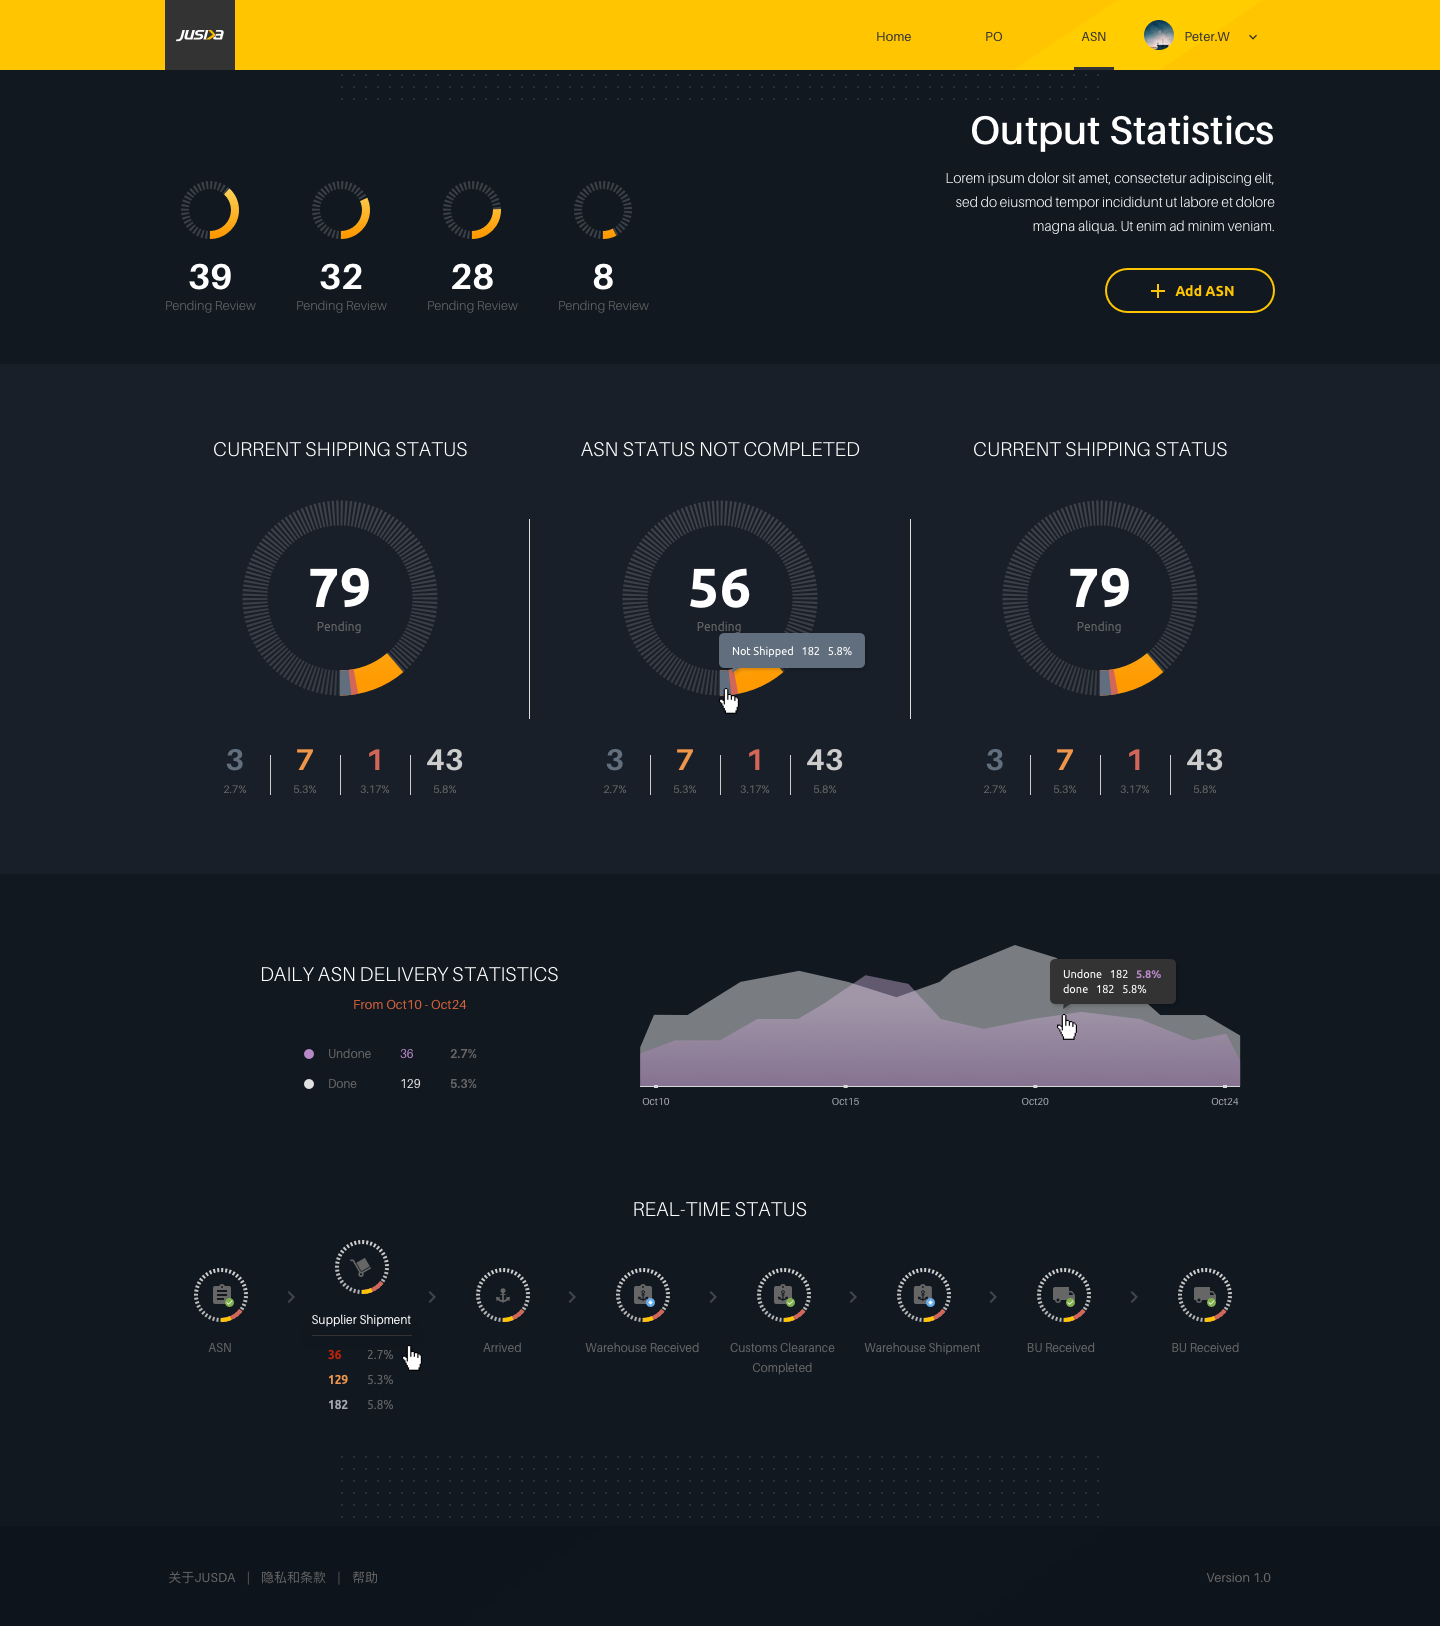 JUSDA
Home PO ASN Peter.W
Output Statistics
Lorem ipsum dolor sit amet, consectetur adipiscing elit,
sed do eiusmod tempor incididunt ut labore et dolore
magna aliqua. Ut enim ad minim veniam.
Add ASN
39 32 28 8
Pending Review Pending Review Pending Review Pending Review
CURRENT SHIPPING STATUS ASN STATUS NOT COMPLETED CURRENT SHIPPING STATUS
79 56 79
Pending Pending Pending
Not Shipped 182 5.8%
3 7 1 43 3 7 1 43 3 7 1 43
2.7% 5.3% 3.17% 5.8% 2.7% 5.3% 3.17% 5.8% 2.7% 5.3% 3.17% 5.8%
DAILY ASN DELIVERY STATISTICS
From Oct10 - Oct24
Undone 36 2.7%
Done 129 5.3%
Undone 182 5.8%
done 182 5.8%
Oct10 Oct15 Oct20 Oct24
REAL-TIME STATUS
ASN
Supplier Shipment
36 2.7%
129 5.3%
182 5.8%
Arrived
Warehouse Received
Customs Clearance
Completed
Warehouse Shipment
BU Received
BU Received
关于JUSDA | 隐私和条款 | 帮助
Version 1.0